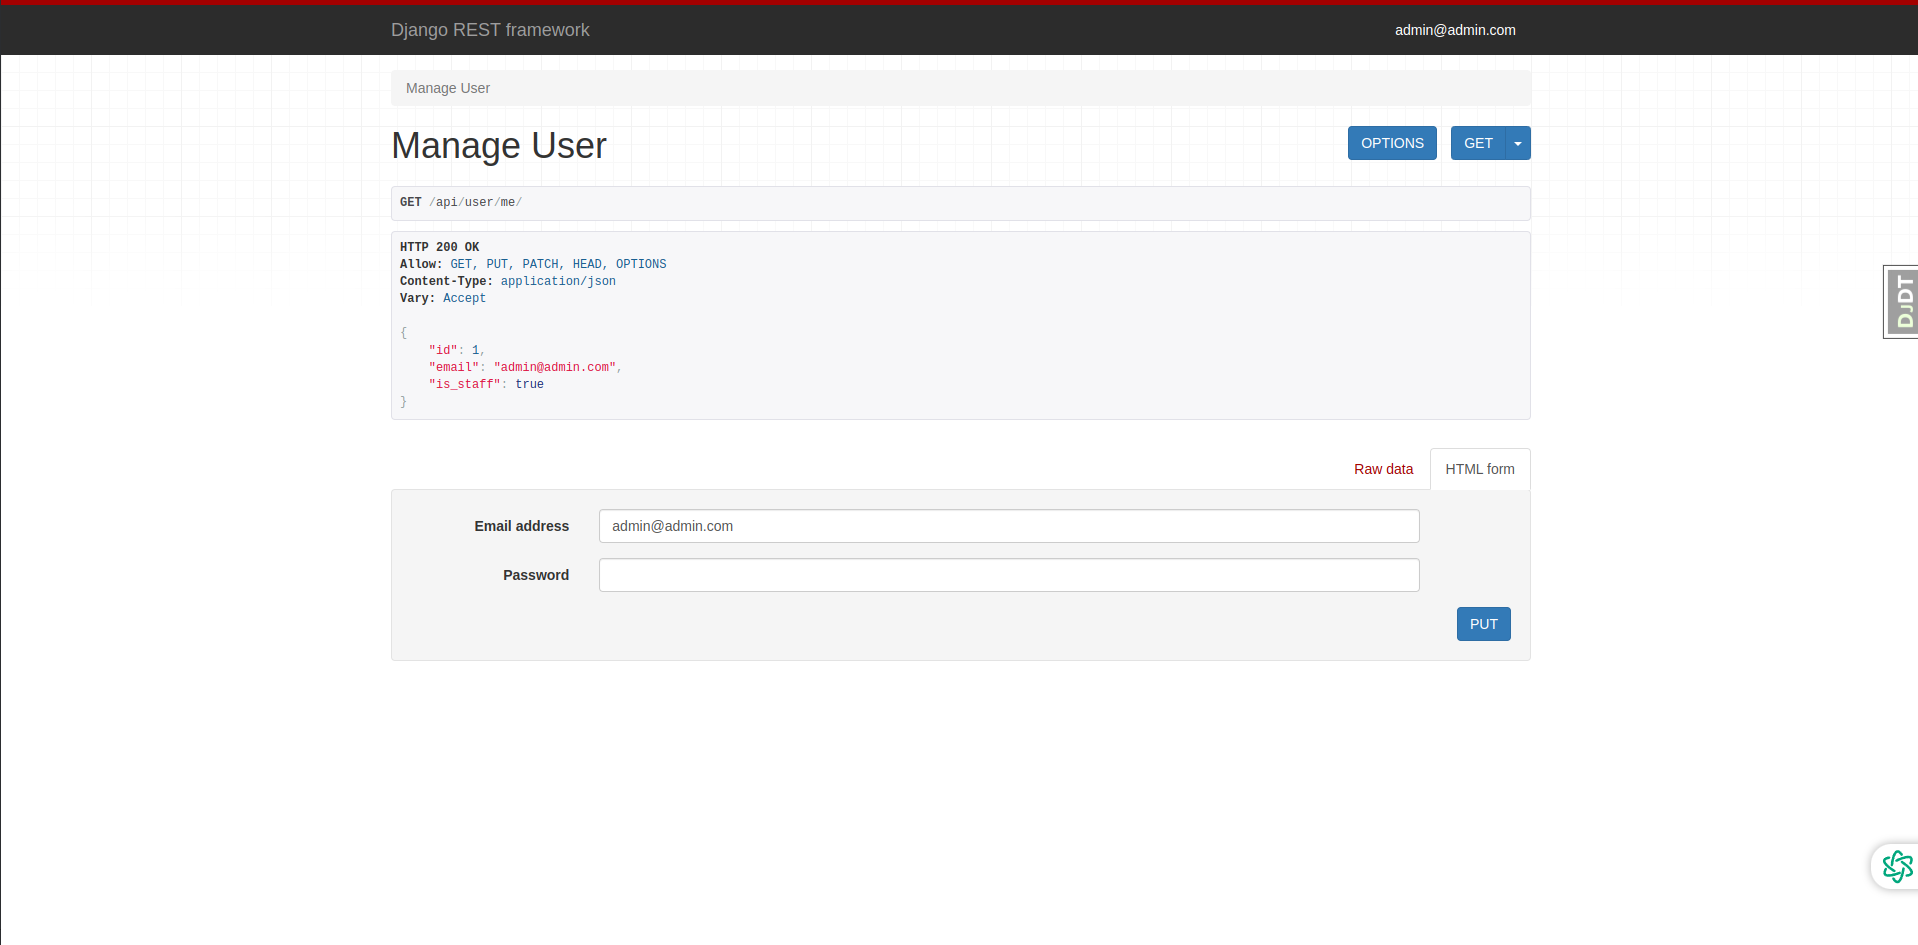 Django REST framework
admin@admin.com
Manage User
Manage User
OPTIONS
GET
GET /api/user/me/
HTTP 200 OK
Allow: GET, PUT, PATCH, HEAD, OPTIONS
Content-Type: application/json
Vary: Accept
{
    "id": 1,
    "email": "admin@admin.com",
    "is_staff": true
}
DJDT
Raw data
HTML form
Email address
admin@admin.com
Password
PUT